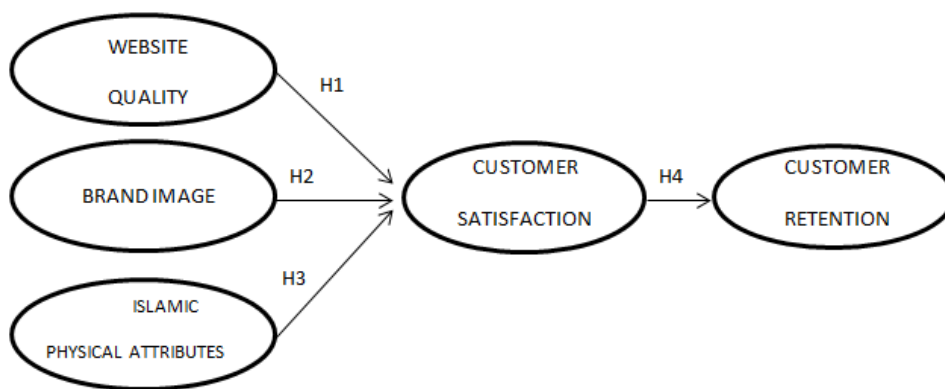 WEBSITE
QUALITY
H1
BRAND IMAGE
H2
ISLAMIC
PHYSICAL ATTRIBUTES
H3
CUSTOMER
SATISFACTION
H4
CUSTOMER
RETENTION